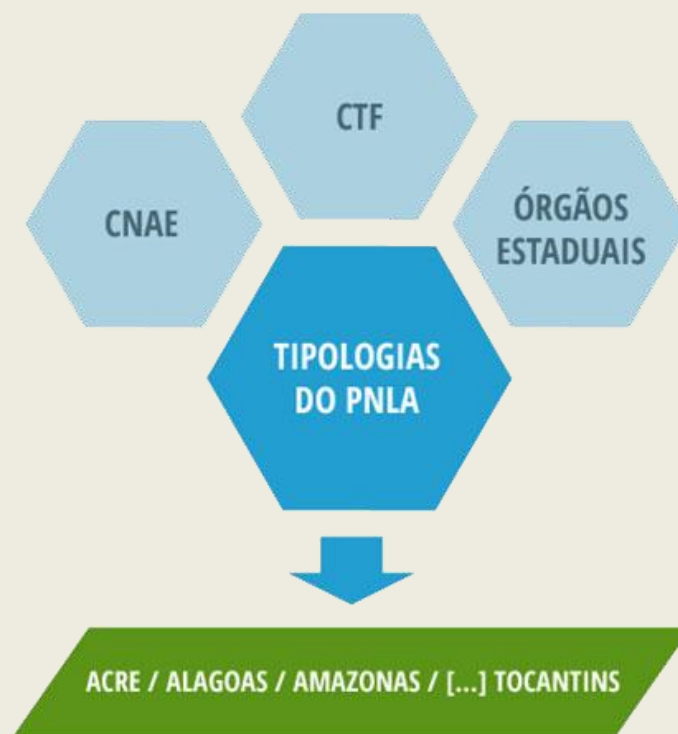 CTF
CNAE
ÓRGÃOS
ESTADUAIS
TIPOLOGIAS
DO PNLA
ACRE / ALAGOAS / AMAZONAS / [...] TOCANTINS